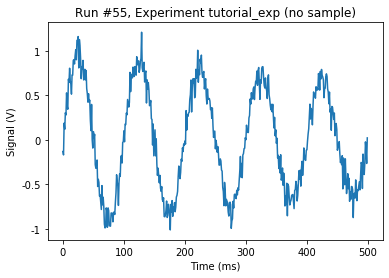 Run #55, Experiment tutorial_exp (no sample)
1
0.5
0
-0.5
-1
Signal (V)
0 100 200 300 400 500
Time (ms)